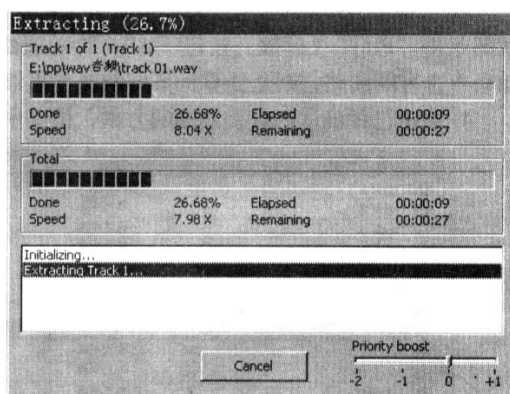 Extracting (26.7%)
Track 1 of 1 (Track 1)
E:\pp\wav音频\track 01.wav
Done 26.68% Elapsed 00:00:09
Speed 8.04 X Remaining 00:00:27
Total
Done 26.68% Elapsed 00:00:09
Speed 7.98 X Remaining 00:00:27
Initializing...
Extracting Track 1...
Priority boost
Cancel
-2 -1 0 +1